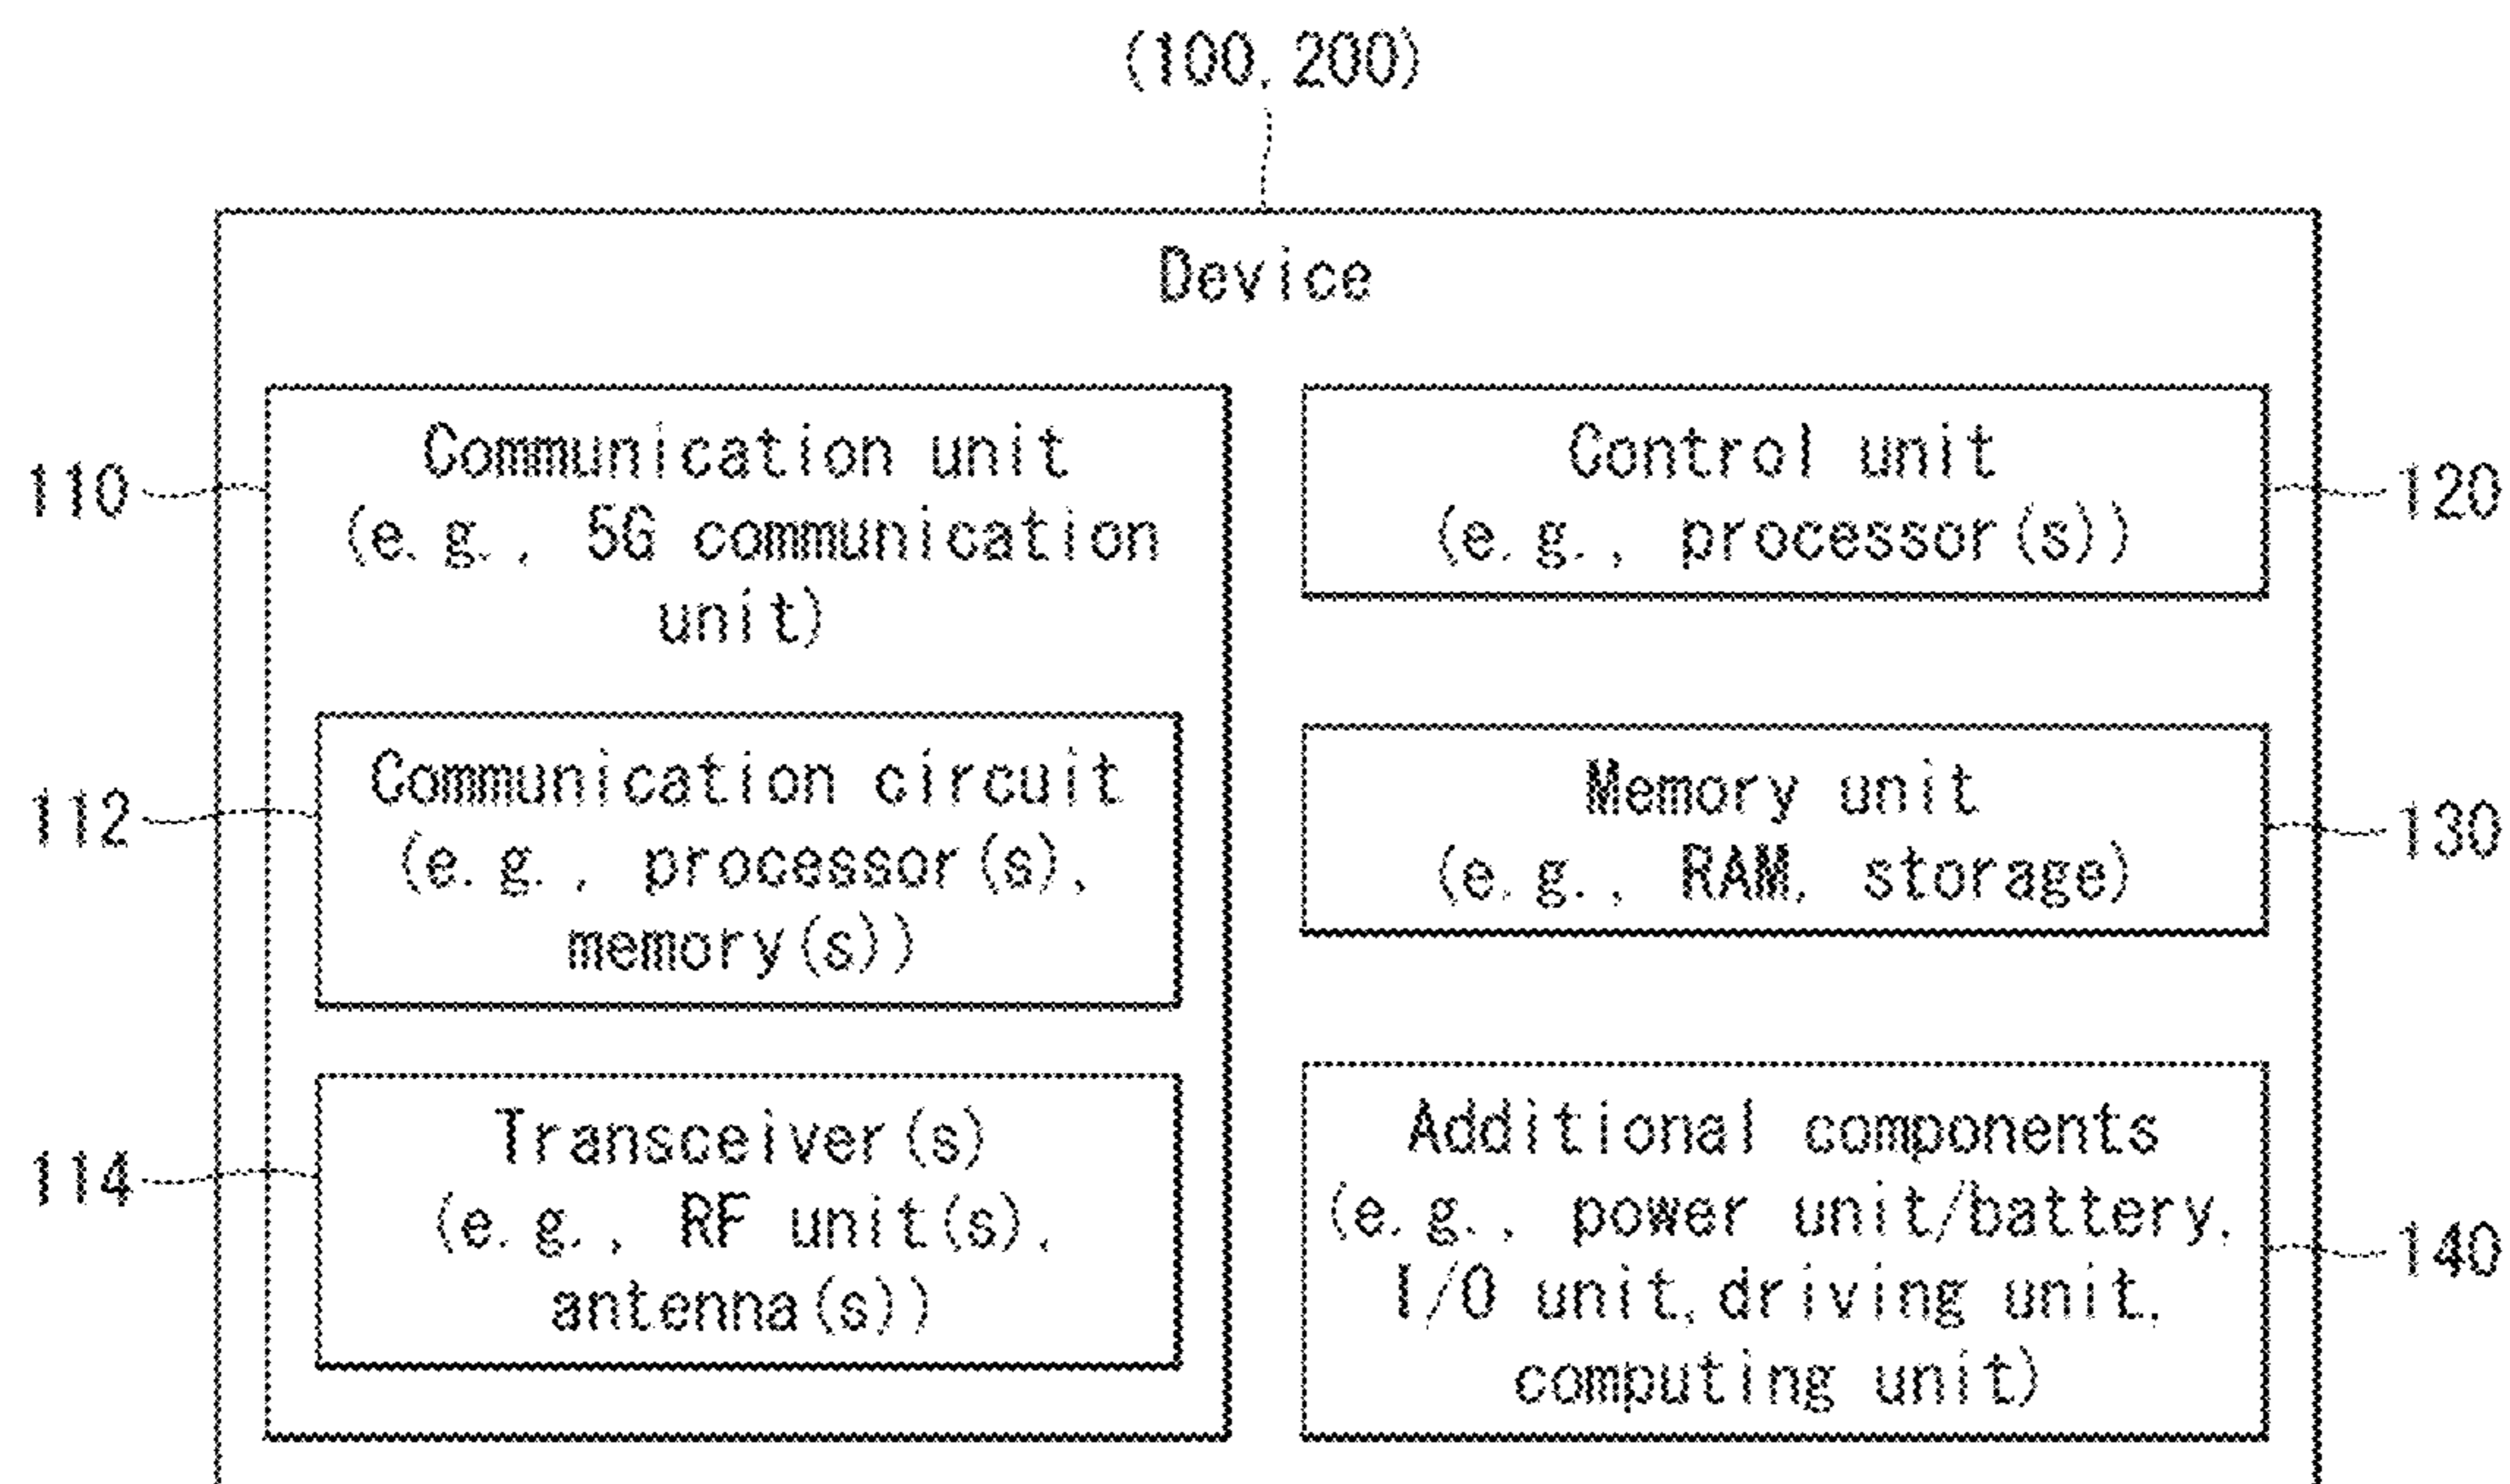 (100, 200)
Device
110
Communication unit
(e.g., 5G communication
unit)
112
Communication circuit
(e.g., processor(s),
memory(s))
114
Transceiver(s)
(e.g., RF unit(s),
antenna(s))
Control unit
(e.g., processor(s))
120
Memory unit
(e.g., RAM, storage)
130
Additional components
(e.g., power unit/battery,
I/O unit, driving unit,
computing unit)
140